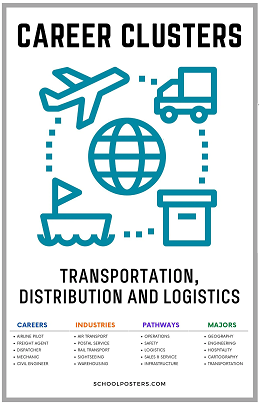 CAREER CLUSTERS
TRANSPORTATION,
DISTRIBUTION AND LOGISTICS
CAREERS INDUSTRIES PATHWAYS MAJORS
• AIRLINE PILOT • AIR TRANSPORT • OPERATIONS • GEOGRAPHY
• FREIGHT AGENT • POSTAL SERVICE • SAFETY • ENGINEERING
• DISPATCHER • RAIL TRANSPORT • LOGISTICS • HOSPITALITY
• MECHANIC • SIGHTSEEING • SALES & SERVICE • CARTOGRAPHY
• CIVIL ENGINEER • WAREHOUSING • INFRASTRUCTURE • TRANSPORTATION
SCHOOLPOSTERS.COM